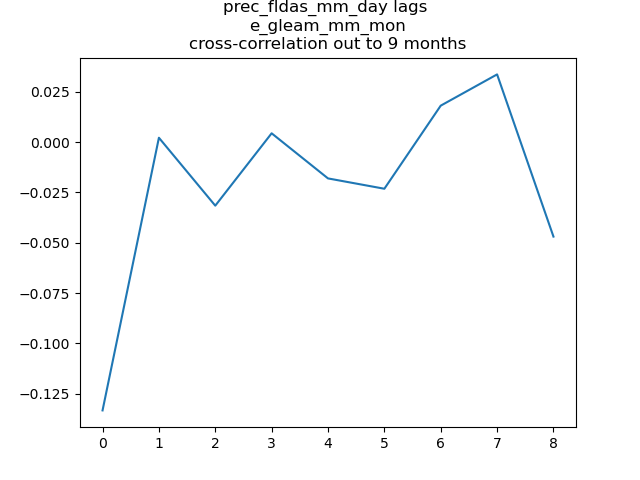 prec_fldas_mm_day lags
e_gleam_mm_mon
cross-correlation out to 9 months
0.025
0.000
−0.025
−0.050
−0.075
−0.100
−0.125
0 1 2 3 4 5 6 7 8